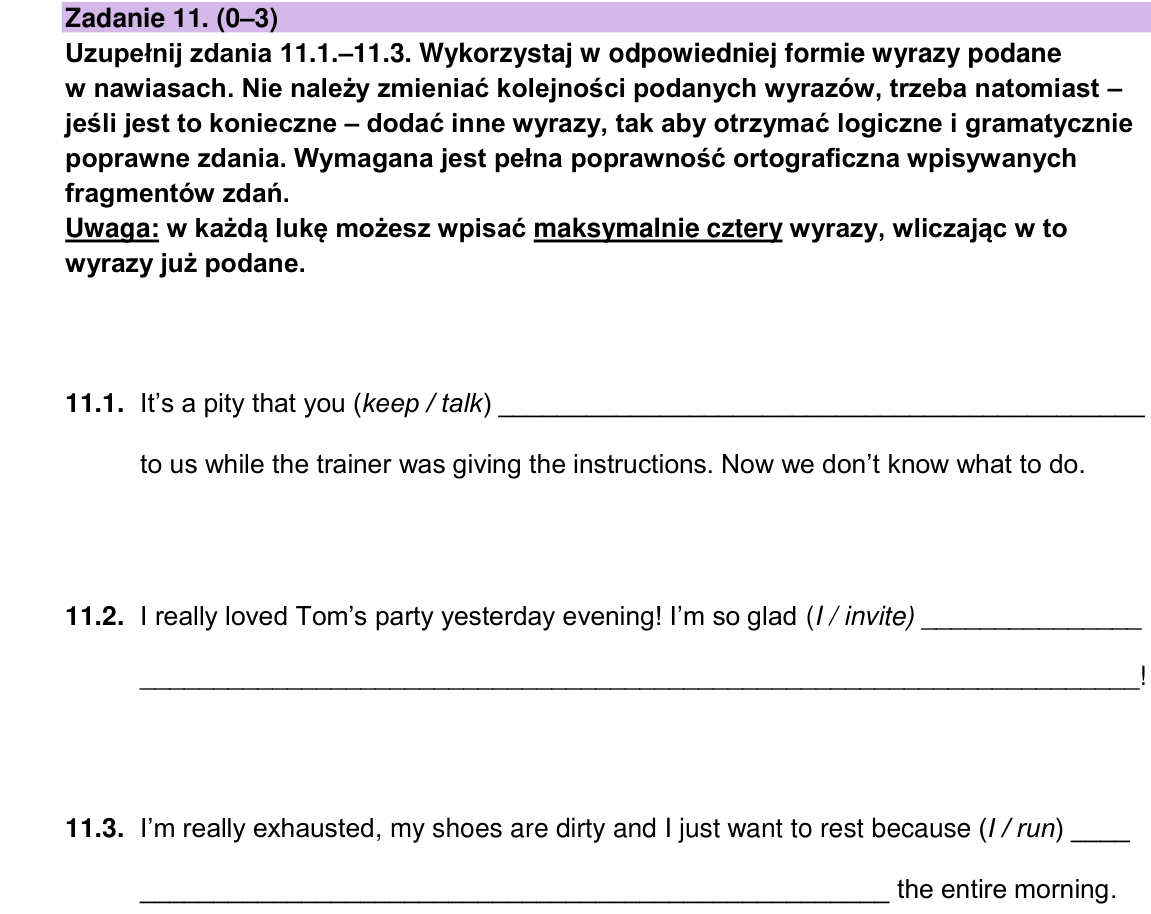 Zadanie 11. (0–3)
Uzupełnij zdania 11.1.–11.3. Wykorzystaj w odpowiedniej formie wyrazy podane
w nawiasach. Nie należy zmieniać kolejności podanych wyrazów, trzeba natomiast –
jeśli jest to konieczne – dodać inne wyrazy, tak aby otrzymać logiczne i gramatycznie
poprawne zdania. Wymagana jest pełna poprawność ortograficzna wpisywanych
fragmentów zdań.
Uwaga: w każdą lukę możesz wpisać maksymalnie cztery wyrazy, wliczając w to
wyrazy już podane.
11.1. It’s a pity that you (keep / talk) ______________________________________________
to us while the trainer was giving the instructions. Now we don’t know what to do.
11.2. I really loved Tom’s party yesterday evening! I’m so glad (I / invite) _______________
______________________________________________________________________!
11.3. I’m really exhausted, my shoes are dirty and I just want to rest because (I / run) ____
____________________________________________________ the entire morning.